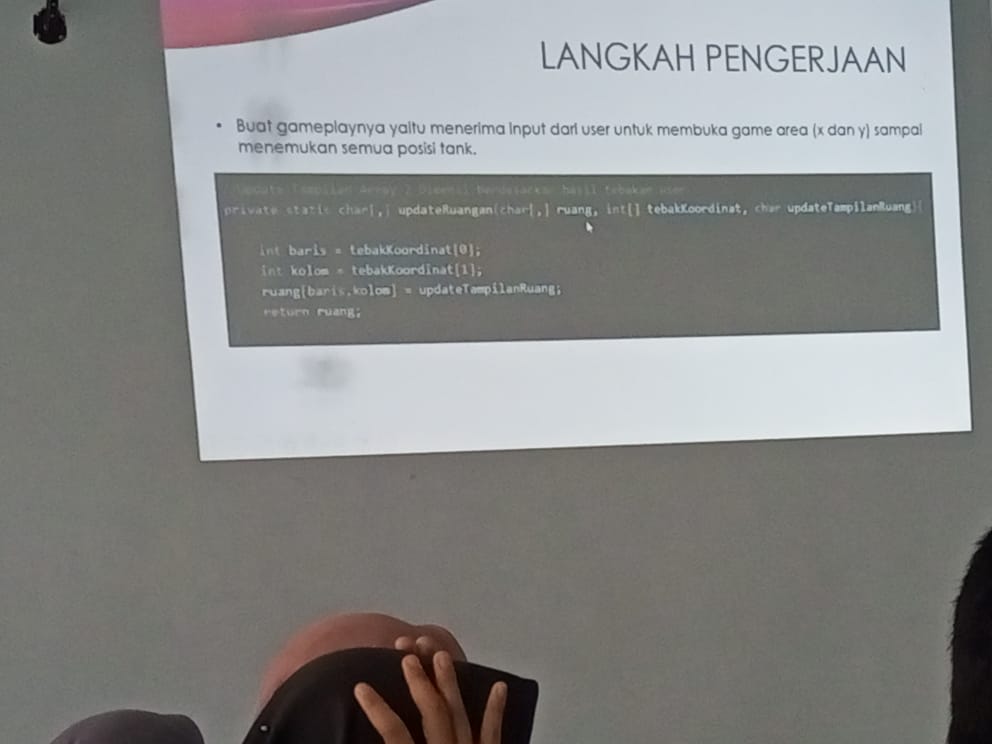 LANGKAH PENGERJAAN
• Buat gameplaynya yaitu menerima input dari user untuk membuka game area (x dan y) sampai
menemukan semua posisi tank.
//Update Tampilan Array 2 Dimensi Berdasarkan hasil tebakan user
private static char[,] updateRuangan(char[,] ruang, int[] tebakKoordinat, char updateTampilanRuang){
int baris = tebakKoordinat[0];
int kolom = tebakKoordinat[1];
ruang[baris,kolom] = updateTampilanRuang;
return ruang;